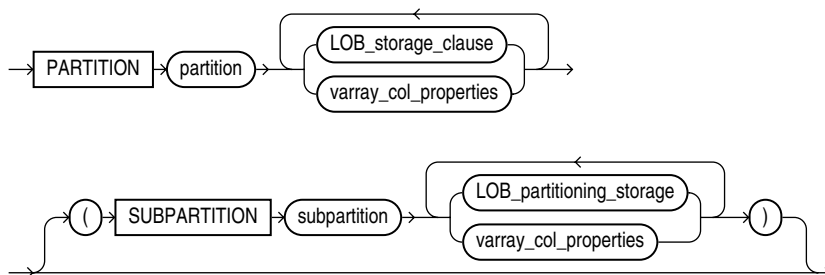 LOB_storage_clause
PARTITION partition
varray_col_properties
LOB_partitioning_storage
( SUBPARTITION subpartition )
varray_col_properties